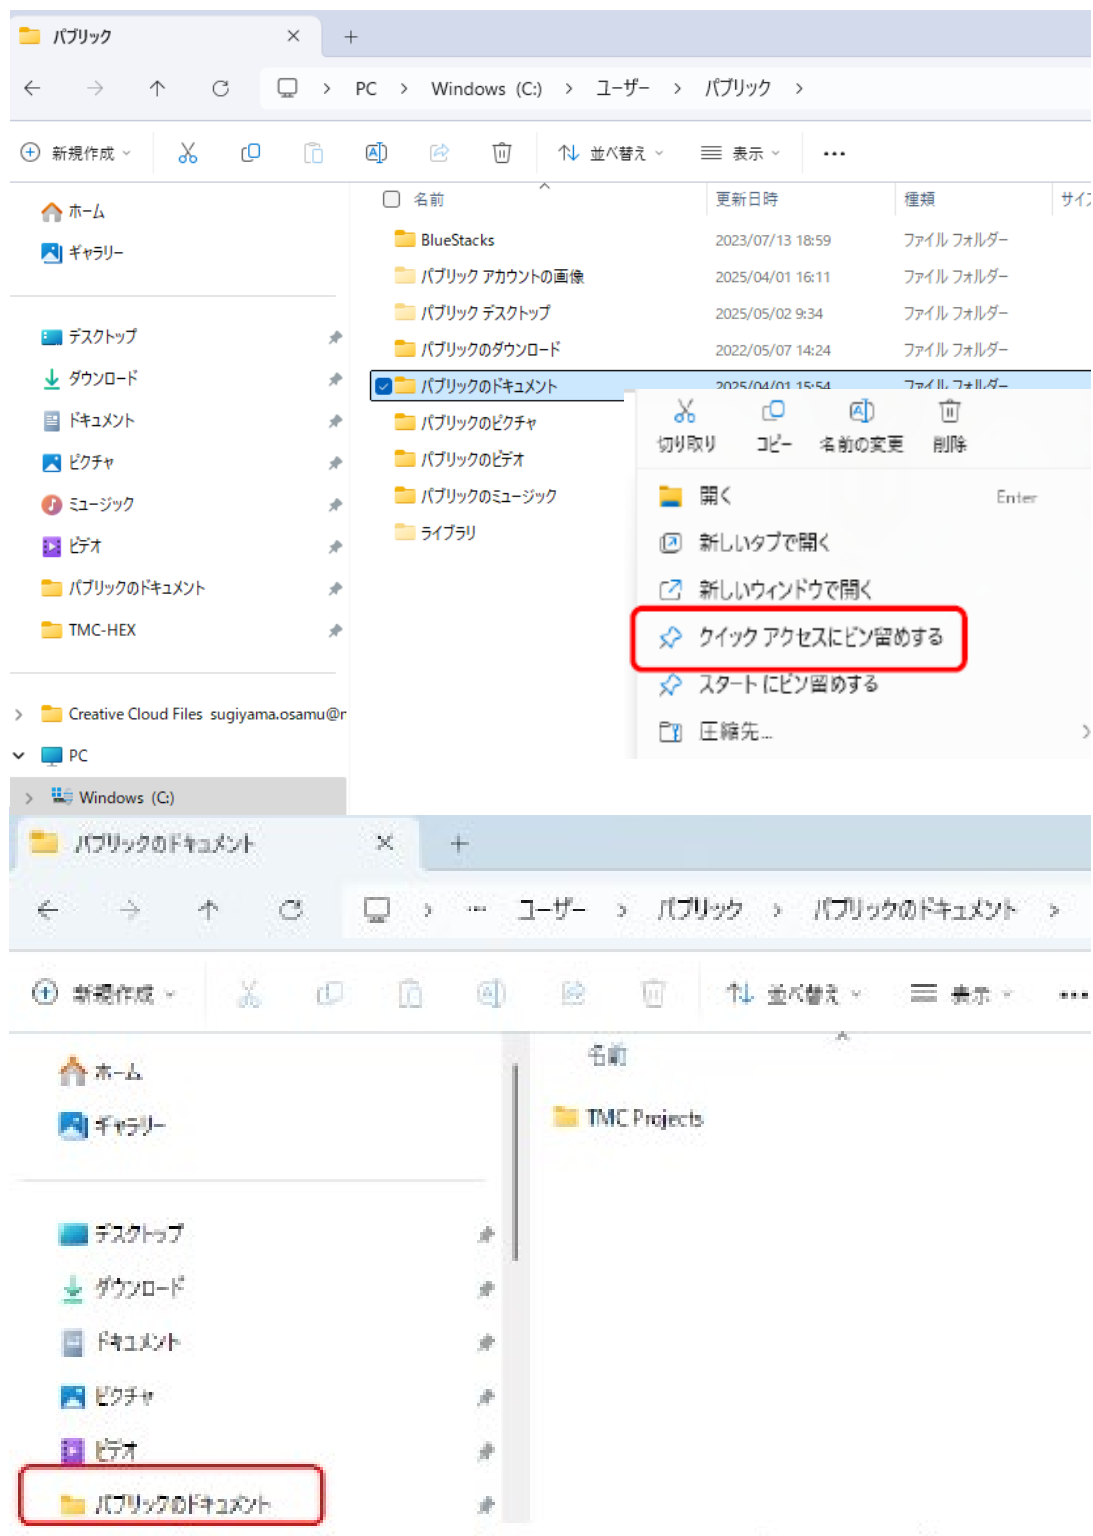 パブリック
PC > Windows (C:) > ユーザー > パブリック >
新規作成 並べ替え 表示 ...
名前 更新日時 種類
ホーム
ギャラリー
BlueStacks 2023/07/13 18:59 ファイル フォルダー
パブリック アカウントの画像 2025/04/01 16:11 ファイル フォルダー
パブリック デスクトップ 2025/05/02 9:34 ファイル フォルダー
パブリックのダウンロード 2022/05/07 14:24 ファイル フォルダー
パブリックのドキュメント 2025/04/01 15:54 ファイル フォルダー
パブリックのピクチャ
パブリックのビデオ
パブリックのミュージック
ライブラリ
デスクトップ
ダウンロード
ドキュメント
ピクチャ
ミュージック
ビデオ
パブリックのドキュメント
TMC-HEX
Creative Cloud Files sugiyama.osamu@
PC
Windows (C:)
切り取り コピー 名前の変更 削除
開く Enter
新しいタブで開く
新しいウィンドウで開く
クイック アクセスにピン留めする
スタート にピン留めする
圧縮先...
パブリックのドキュメント
... ユーザー > パブリック > パブリックのドキュメント >
新規作成 並べ替え 表示 ...
名前
TMC Projects
ホーム
ギャラリー
デスクトップ
ダウンロード
ドキュメント
ピクチャ
ビデオ
パブリックのドキュメント